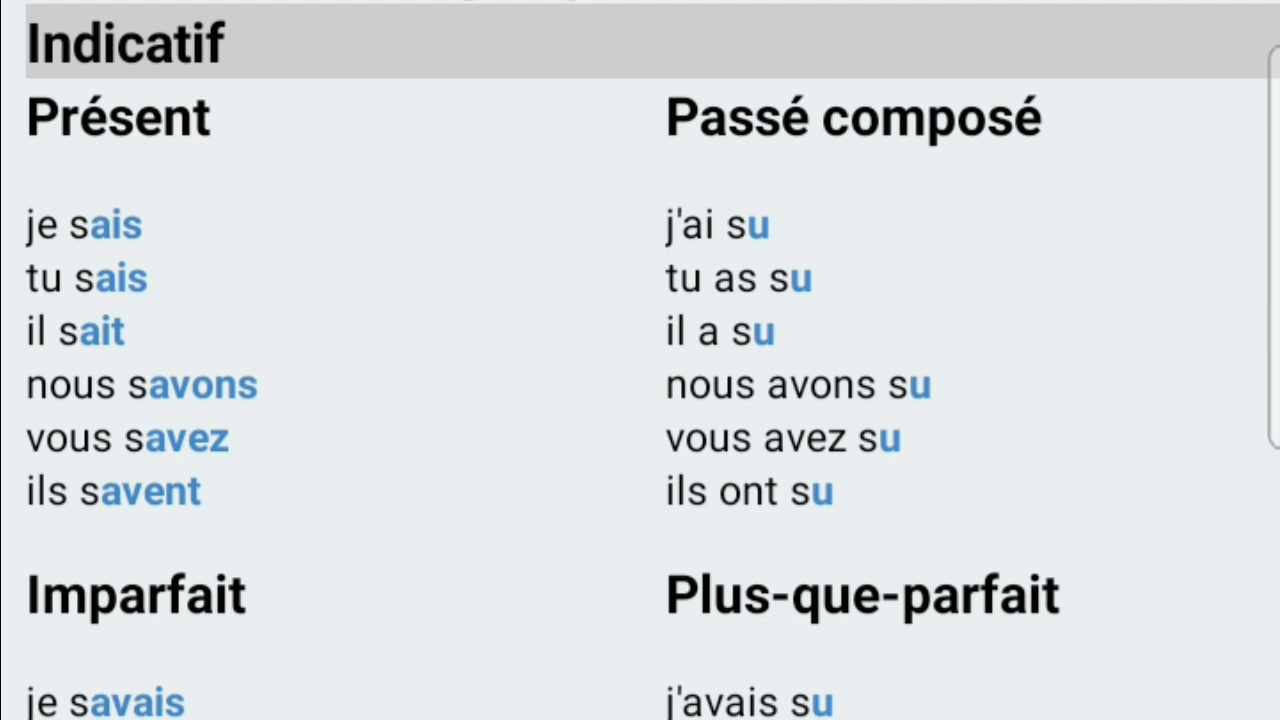 Indicatif
Présent
je sais
tu sais
il sait
nous savons
vous savez
ils savent
Passé composé
j'ai su
tu as su
il a su
nous avons su
vous avez su
ils ont su
Imparfait
je savais
Plus-que-parfait
j'avais su